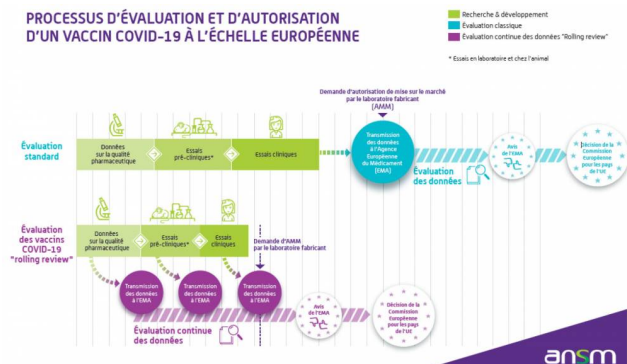 PROCESSUS D'ÉVALUATION ET D'AUTORISATION
D'UN VACCIN COVID-19 À L'ÉCHELLE EUROPÉENNE
Recherche & développement
Évaluation classique
Évaluation continue des données "Rolling review"
* Essais en laboratoire et chez l'animal
Demande d'autorisation de mise sur le marché
par le laboratoire fabricant
(AMM)
Évaluation
standard
Données
sur la qualité
pharmaceutique
Essais
pré-cliniques*
Essais cliniques
Transmission
des données
à l'Agence
Européenne
du Médicament
(EMA)
Évaluation
des données
Avis
de l'EMA
Décision de la
Commission
Européenne
pour les pays
de l'UE
Évaluation
des vaccins
COVID-19
"rolling review"
Données
sur la qualité
pharmaceutique
Essais
pré-cliniques*
Essais
cliniques
Demande d'AMM
par le laboratoire fabricant
Transmission
des données
à l'EMA
Transmission
des données
à l'EMA
Transmission
des données
à l'EMA
Évaluation continue
des données
Avis
de l'EMA
Décision de la
Commission
Européenne
pour les pays
de l'UE
ansm